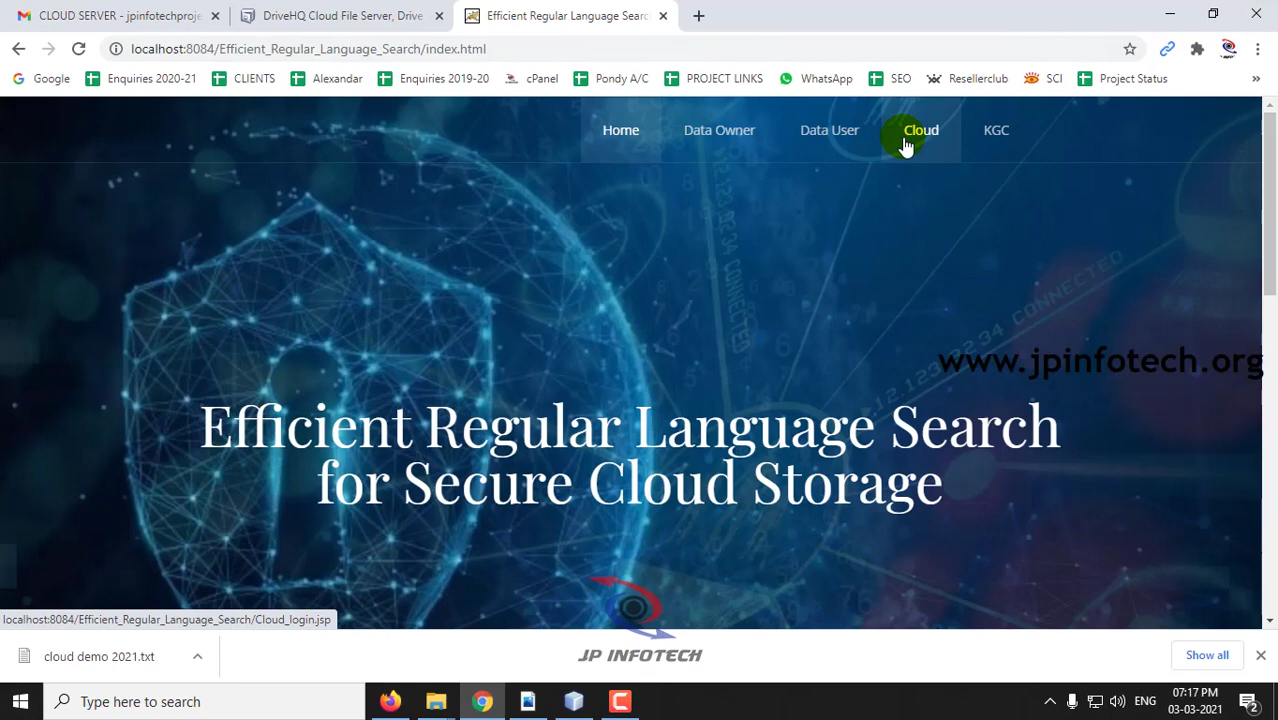 CLOUD SERVER - jpinfotechproje
DriveHQ Cloud File Server, Drive
Efficient Regular Language Searc
localhost:8084/Efficient_Regular_Language_Search/index.html
Google
Enquiries 2020-21
CLIENTS
Alexandar
Enquiries 2019-20
cPanel
Pondy A/C
PROJECT LINKS
WhatsApp
SEO
Resellerclub
SCI
Project Status
»
Home
Data Owner
Data User
Cloud
KGC
1234 CONNECTED
www.jpinfotech.org
Efficient Regular Language Search
for Secure Cloud Storage
localhost:8084/Efficient_Regular_Language_Search/Cloud_login.jsp
JP INFOTECH
cloud demo 2021.txt
Show all
Type here to search
ENG
07:17 PM
03-03-2021
2